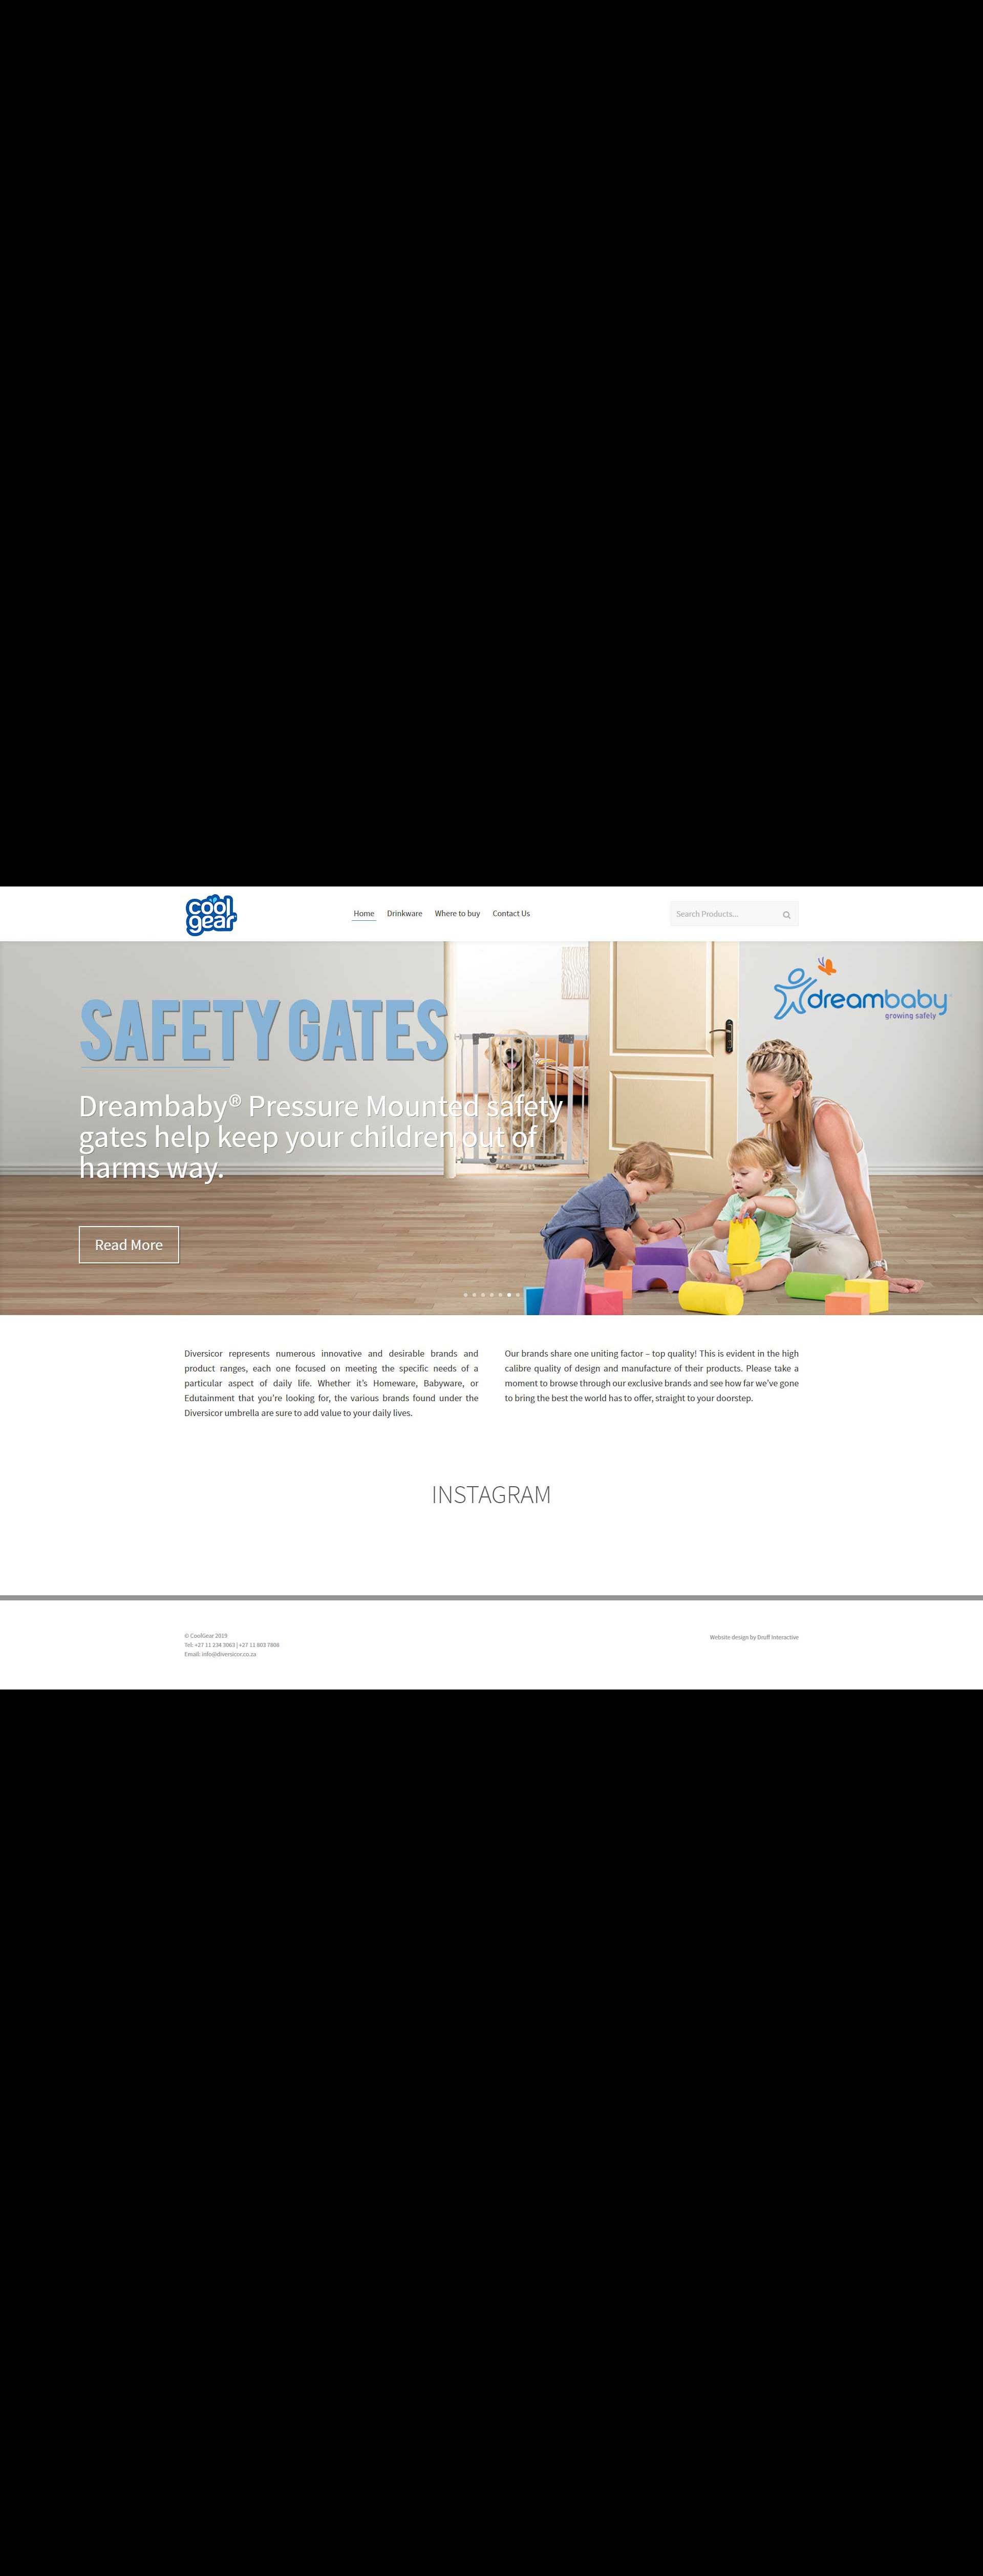 cool
gear
Home Drinkware Where to buy Contact Us
Search Products...
dreambaby
growing safely
SAFETY GATES
Dreambaby® Pressure Mounted safety
gates help keep your children out of
harms way.
Read More
Diversicor represents numerous innovative and desirable brands and
product ranges, each one focused on meeting the specific needs of a
particular aspect of daily life. Whether it's Homeware, Babyware, or
Edutainment that you're looking for, the various brands found under the
Diversicor umbrella are sure to add value to your daily lives.
Our brands share one uniting factor – top quality! This is evident in the high
calibre quality of design and manufacture of their products. Please take a
moment to browse through our exclusive brands and see how far we've gone
to bring the best the world has to offer, straight to your doorstep.
INSTAGRAM
© CoolGear 2019
Tel: +27 11 234 3063 | +27 11 803 7808
Email: info@diversicor.co.za
Website design by Dnuff Interactive